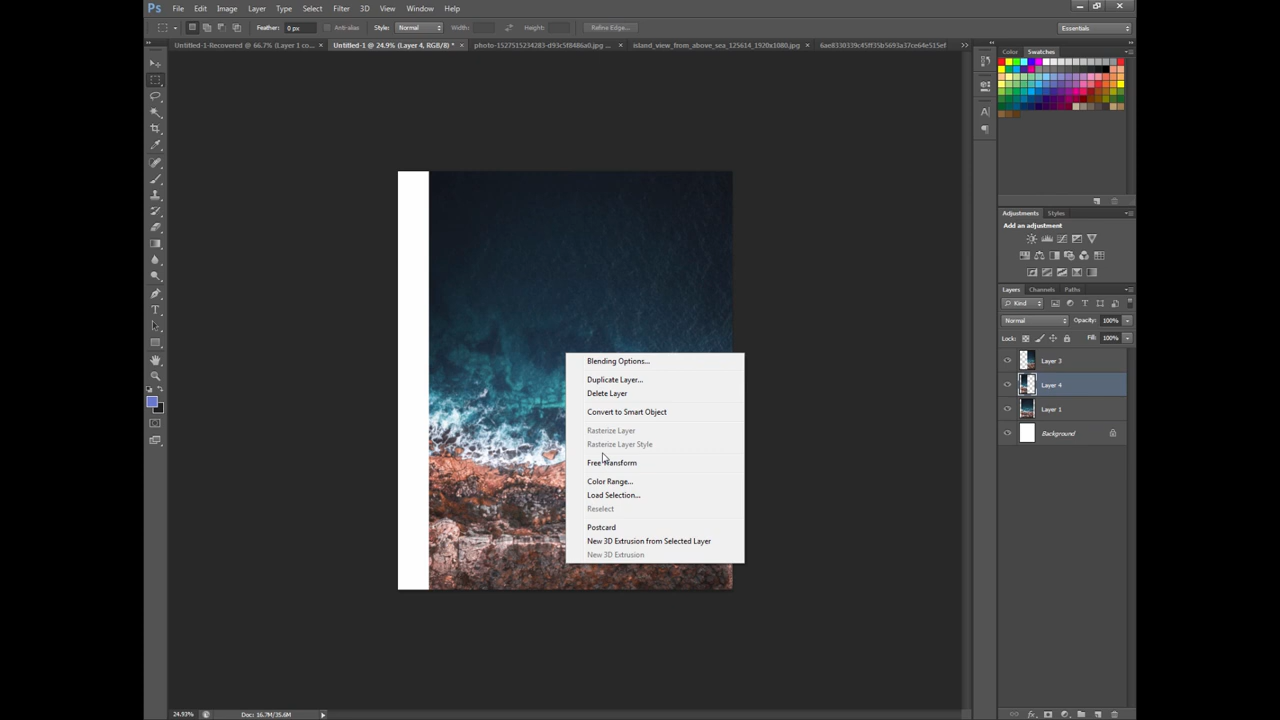 Ps File Edit Image Layer Type Select Filter 3D View Window Help
Feather: 0 px Anti-alias Style: Normal Width: Height: Refine Edge... Essentials
Untitled-1-Recovered @ 66.7% (Layer 1 co... × Untitled-1 @ 24.9% (Layer 4, RGB/8) * × photo-1527515234283-d93c5f8486a0.jpg ... × island_view_from_above_sea_125614_1920x1080.jpg × 6ae8330339c45ff35b5693a37ce64e515ef
Color Swatches
Adjustments Styles
Add an adjustment
Layers Channels Paths
Kind
Normal Opacity: 100%
Lock: Fill: 100%
Layer 3
Layer 4
Layer 1
Background
Blending Options...
Duplicate Layer...
Delete Layer
Convert to Smart Object
Rasterize Layer
Rasterize Layer Style
Free Transform
Color Range...
Load Selection...
Reselect
Postcard
New 3D Extrusion from Selected Layer
New 3D Extrusion
24.93% Doc: 16.7M/35.6M